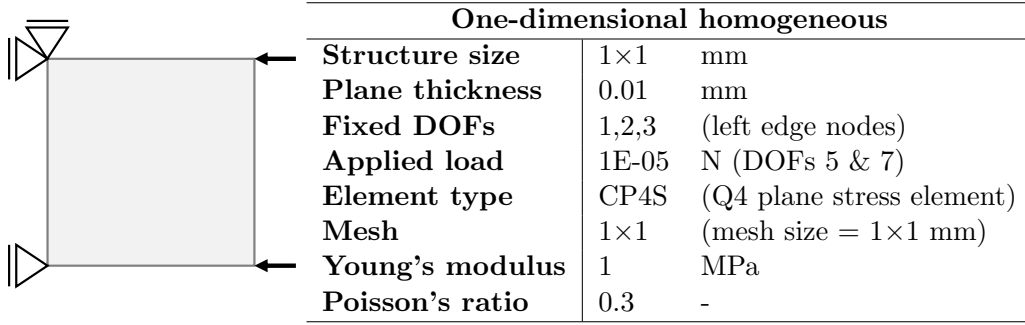 One-dimensional homogeneous
Structure size 1×1 mm
Plane thickness 0.01 mm
Fixed DOFs 1,2,3 (left edge nodes)
Applied load 1E-05 N (DOFs 5 & 7)
Element type CP4S (Q4 plane stress element)
Mesh 1×1 (mesh size = 1×1 mm)
Young's modulus 1 MPa
Poisson's ratio 0.3 -